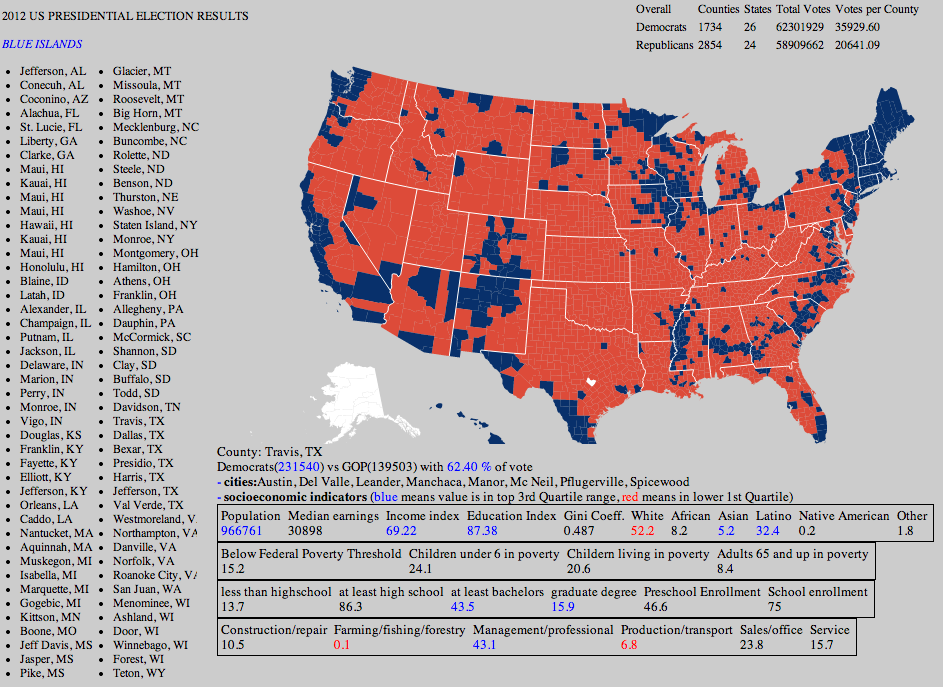 2012 US PRESIDENTIAL ELECTION RESULTS
Overall Counties States Total Votes Votes per County
Democrats 1734 26 62301929 35929.60
Republicans 2854 24 58909662 20641.09
BLUE ISLANDS
Jefferson, AL
Conecuh, AL
Coconino, AZ
Alachua, FL
St. Lucie, FL
Liberty, GA
Clarke, GA
Maui, HI
Kauai, HI
Maui, HI
Maui, HI
Hawaii, HI
Kauai, HI
Maui, HI
Honolulu, HI
Blaine, ID
Latah, ID
Alexander, IL
Champaign, IL
Putnam, IL
Jackson, IL
Delaware, IN
Marion, IN
Perry, IN
Monroe, IN
Vigo, IN
Douglas, KS
Franklin, KY
Fayette, KY
Elliott, KY
Jefferson, KY
Orleans, LA
Caddo, LA
Nantucket, MA
Aquinnah, MA
Muskegon, MI
Isabella, MI
Marquette, MI
Gogebic, MI
Kittson, MN
Boone, MO
Jeff Davis, MS
Jasper, MS
Pike, MS
Glacier, MT
Missoula, MT
Roosevelt, MT
Big Horn, MT
Mecklenburg, NC
Buncombe, NC
Rolette, ND
Steele, ND
Benson, ND
Thurston, NE
Washoe, NV
Staten Island, NY
Monroe, NY
Montgomery, OH
Hamilton, OH
Athens, OH
Franklin, OH
Allegheny, PA
Dauphin, PA
McCormick, SC
Shannon, SD
Clay, SD
Buffalo, SD
Todd, SD
Davidson, TN
Travis, TX
Dallas, TX
Bexar, TX
Presidio, TX
Harris, TX
Jefferson, TX
Val Verde, TX
Westmoreland, V
Northampton, VA
Danville, VA
Norfolk, VA
Roanoke City, V
San Juan, WA
Menominee, WI
Ashland, WI
Door, WI
Winnebago, WI
Forest, WI
Teton, WY
County: Travis, TX
Democrats(231540) vs GOP(139503) with 62.40 % of vote
- cities:Austin, Del Valle, Leander, Manchaca, Manor, Mc Neil, Pflugerville, Spicewood
- socioeconomic indicators (blue means value is in top 3rd Quartile range, red means in lower 1st Quartile)
Population Median earnings Income index Education Index Gini Coeff. White African Asian Latino Native American Other
966761 30898 69.22 87.38 0.487 52.2 8.2 5.2 32.4 0.2 1.8
Below Federal Poverty Threshold Children under 6 in poverty Childern living in poverty Adults 65 and up in poverty
15.2 24.1 20.6 8.4
less than highschool at least high school at least bachelors graduate degree Preschool Enrollment School enrollment
13.7 86.3 43.5 15.9 46.6 75
Construction/repair Farming/fishing/forestry Management/professional Production/transport Sales/office Service
10.5 0.1 43.1 6.8 23.8 15.7